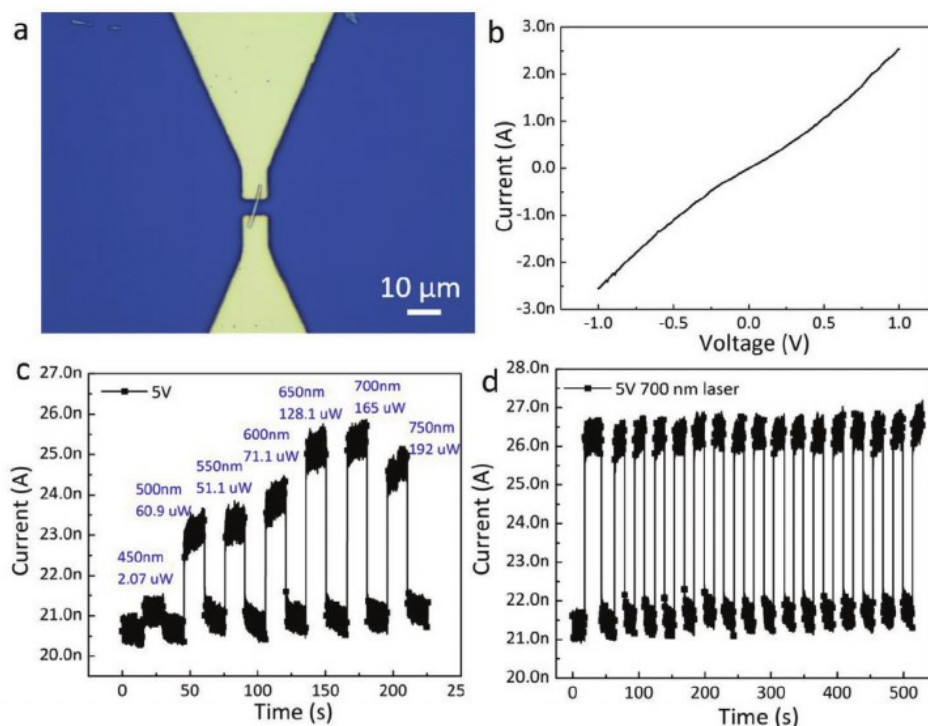 a
10 μm
b
3.0n
2.0n
1.0n
0.0
-1.0n
-2.0n
-3.0n
Current (A)
-1.0 -0.5 0.0 0.5 1.0
Voltage (V)
c
27.0n
26.0n
25.0n
24.0n
23.0n
22.0n
21.0n
20.0n
Current (A)
5V
450nm
2.07 uW
500nm
60.9 uW
550nm
51.1 uW
600nm
71.1 uW
650nm
128.1 uW
700nm
165 uW
750nm
192 uW
0 50 100 150 200 25
Time (s)
d
28.0n
27.0n
26.0n
25.0n
24.0n
23.0n
22.0n
21.0n
20.0n
Current (A)
5V 700 nm laser
0 100 200 300 400 500
Time (s)